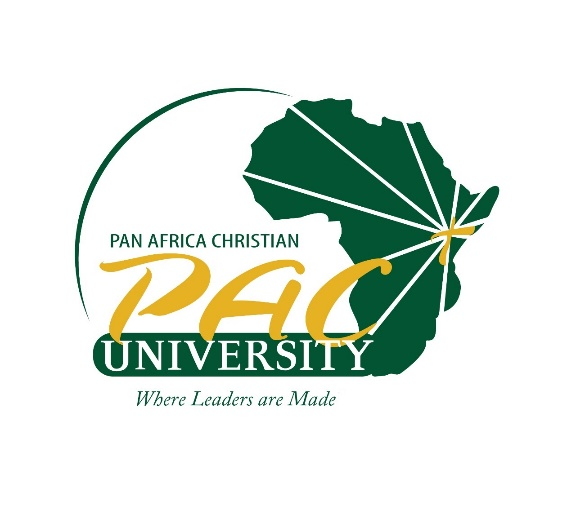 PAN AFRICA CHRISTIAN
PAC
UNIVERSITY
Where Leaders are Made